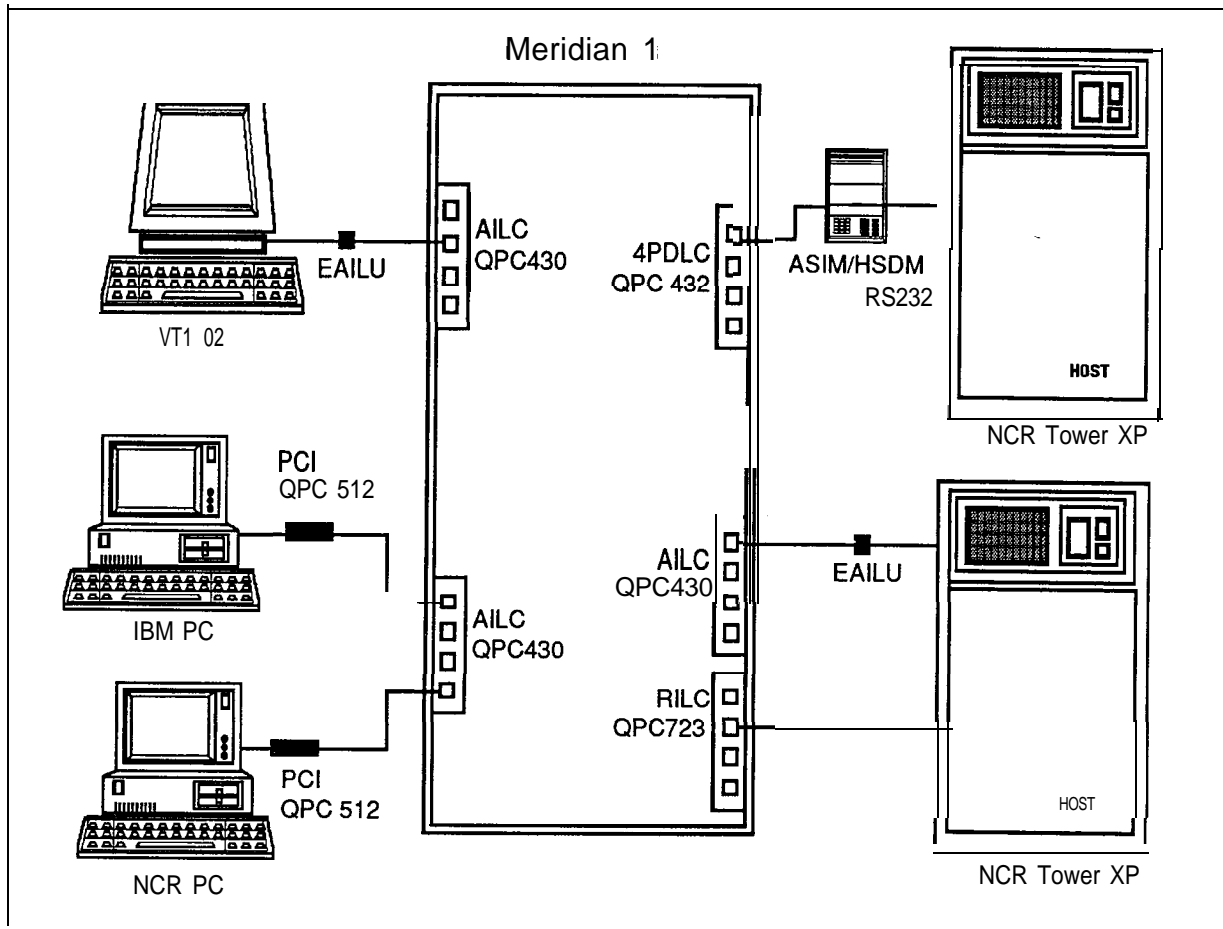 Meridian 1
AILC
QPC430
EAILU
VT1 02
4PDLC
QPC 432
ASIM/HSDM
RS232
HOST
NCR Tower XP
PCI
QPC 512
IBM PC
AILC
QPC430
PCI
QPC 512
NCR PC
AILC
QPC430
EAILU
RILC
QPC723
HOST
NCR Tower XP